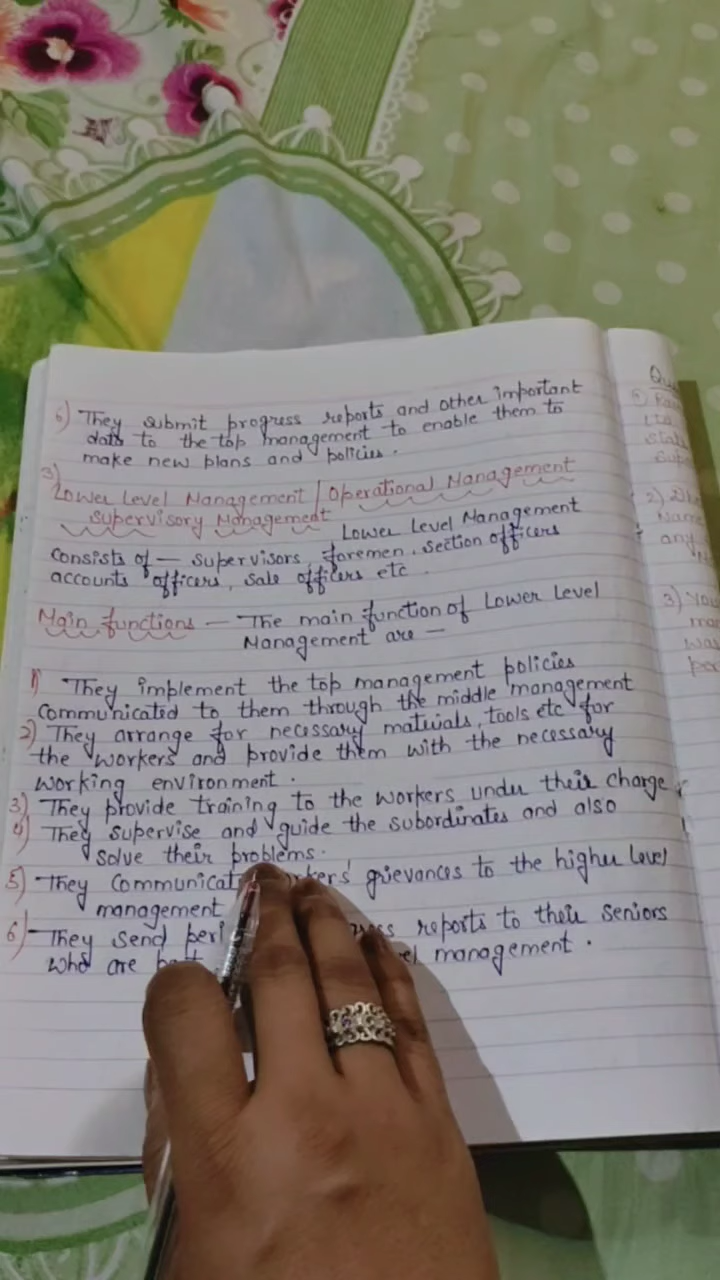 6) They submit progress reports and other important
data to the top management to enable them to
make new plans and policies.
3)
Lower Level Management / Operational Management
Supervisory Management
Lower Level Management
consists of — supervisors, foremen, section officers
accounts officers, sale officers etc
Main functions — The main function of Lower Level
Management are —
1) They implement the top management policies
communicated to them through the middle management
2) They arrange for necessary materials, tools etc for
the workers and provide them with the necessary
working environment.
3) They provide training to the workers under their charge
4) They supervise and guide the subordinates and also
solve their problems.
5) They grievances to the higher level
management
6) They send reports to their seniors
who are management.
2)
any
3) You